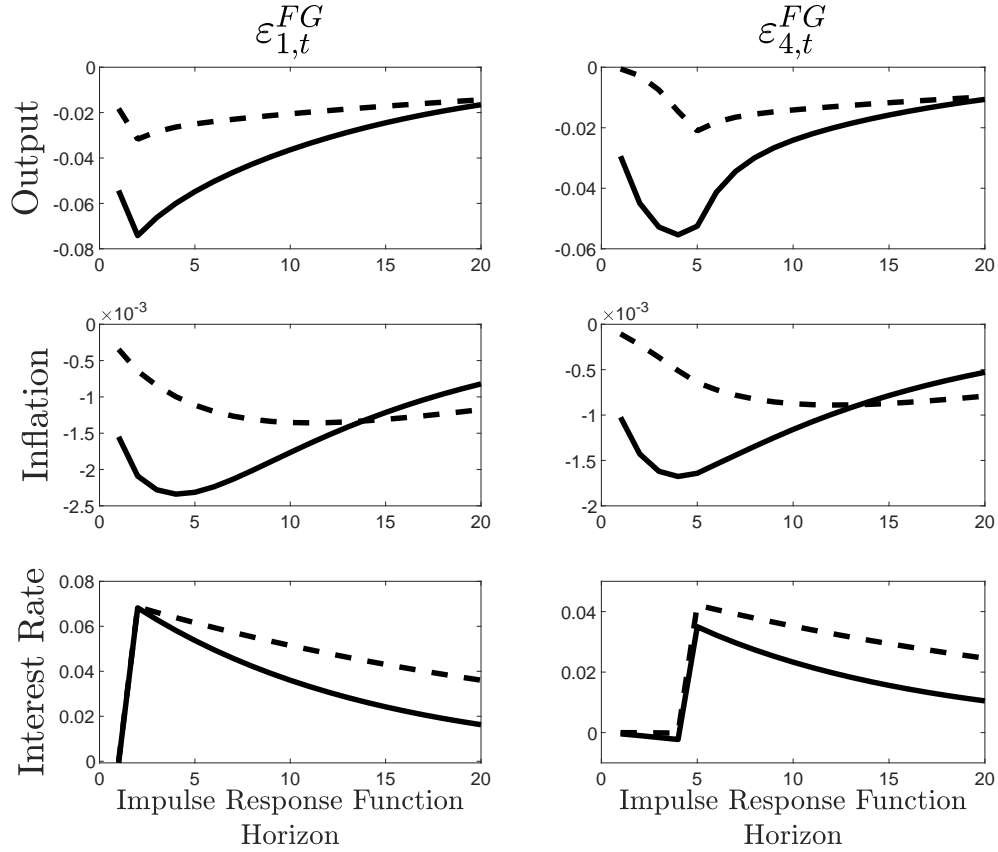 ε_{1,t}^{FG} ε_{4,t}^{FG}
Output
0
-0.02
-0.04
-0.06
-0.08
0 5 10 15 20
0
-0.02
-0.04
-0.06
0 5 10 15 20
Inflation
×10^{-3}
0
-0.5
-1
-1.5
-2
-2.5
0 5 10 15 20
×10^{-3}
0
-0.5
-1
-1.5
-2
0 5 10 15 20
Interest Rate
0.08
0.06
0.04
0.02
0
0 5 10 15 20
Impulse Response Function
Horizon
0.04
0.02
0
0 5 10 15 20
Impulse Response Function
Horizon